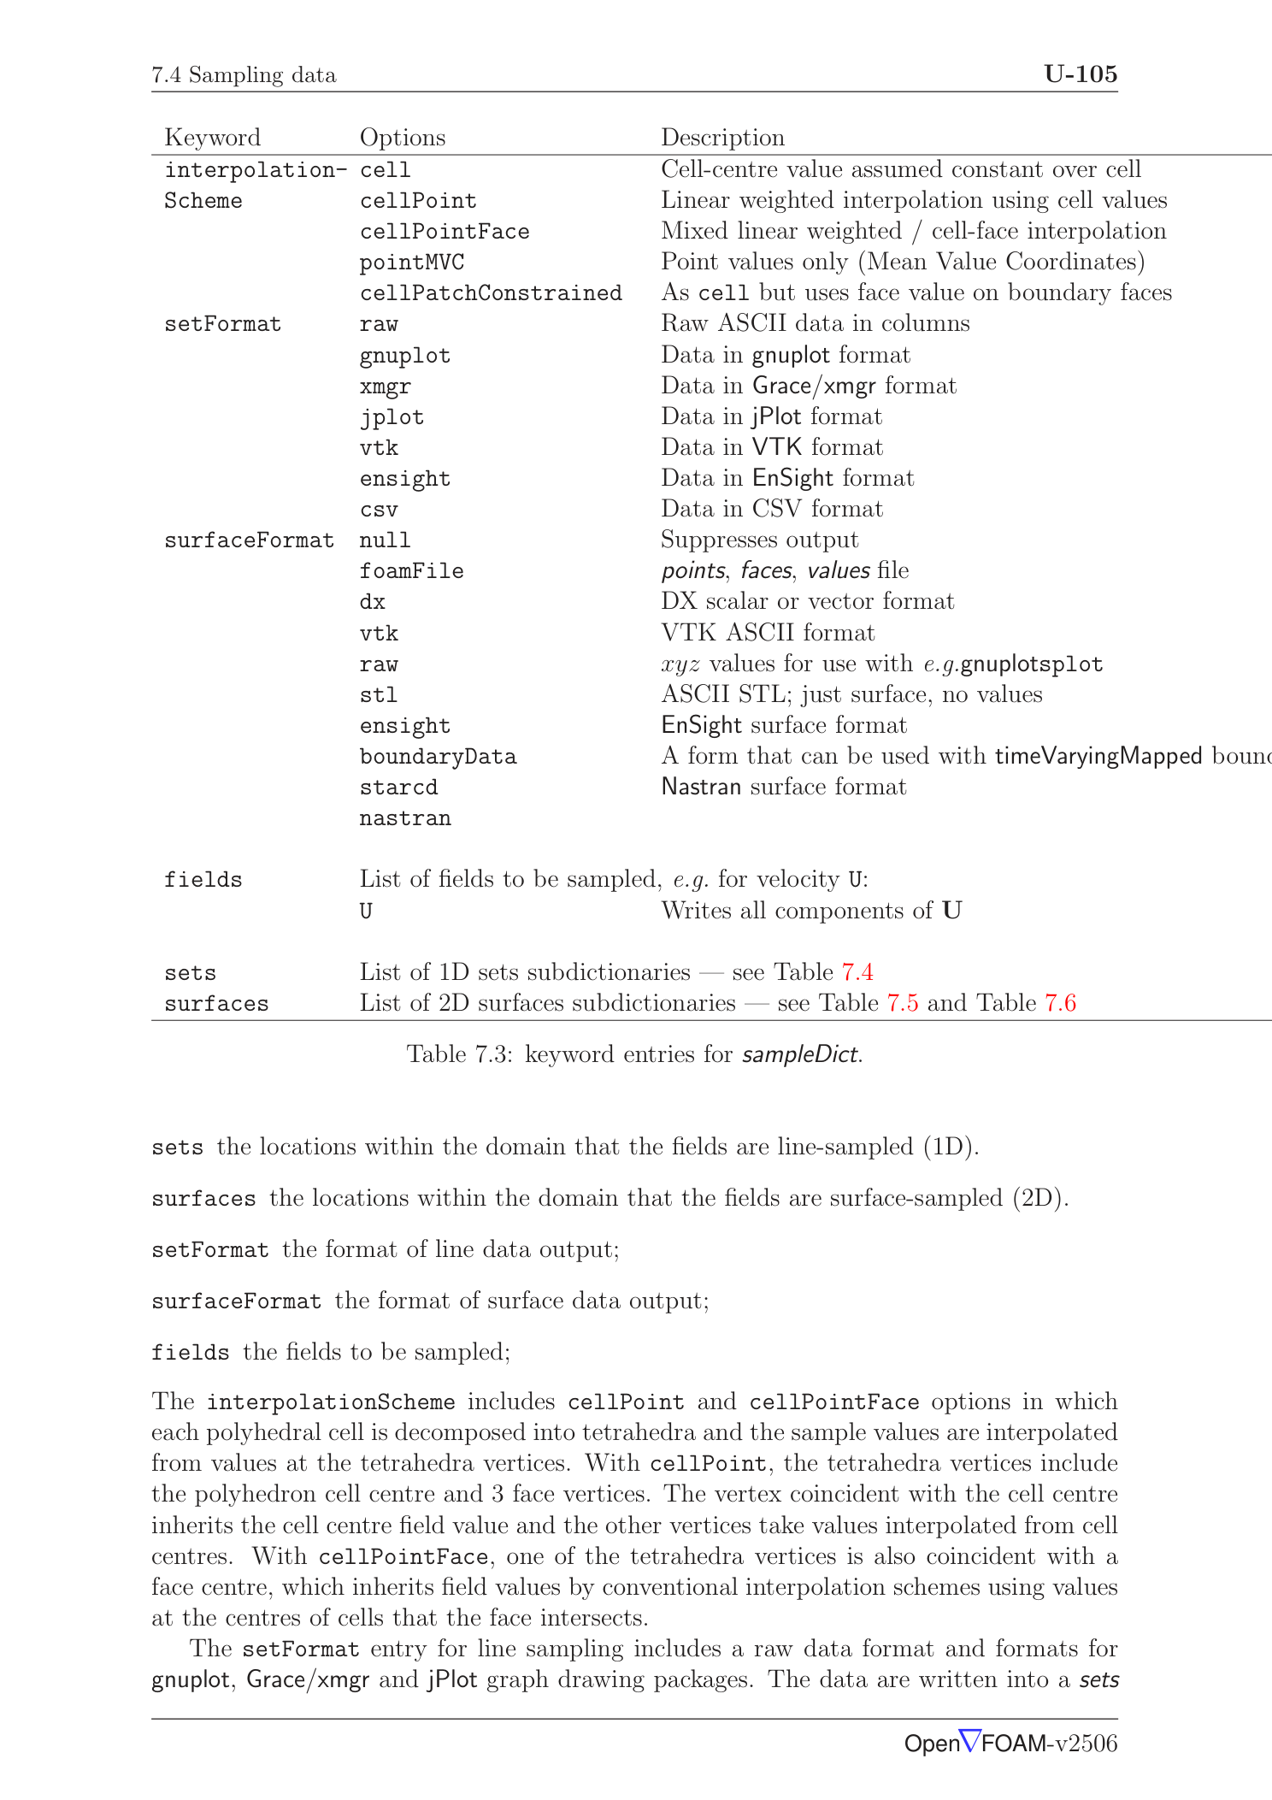 7.4 Sampling data U-105
Keyword Options Description
interpolation- cell Cell-centre value assumed constant over cell
Scheme cellPoint Linear weighted interpolation using cell values
cellPointFace Mixed linear weighted / cell-face interpolation
pointMVC Point values only (Mean Value Coordinates)
cellPatchConstrained As cell but uses face value on boundary faces
setFormat raw Raw ASCII data in columns
gnuplot Data in gnuplot format
xmgr Data in Grace/xmgr format
jplot Data in jPlot format
vtk Data in VTK format
ensight Data in EnSight format
csv Data in CSV format
surfaceFormat null Suppresses output
foamFile points, faces, values file
dx DX scalar or vector format
vtk VTK ASCII format
raw xyz values for use with e.g.gnuplotsplot
stl ASCII STL; just surface, no values
ensight EnSight surface format
boundaryData A form that can be used with timeVaryingMapped
starcd Nastran surface format
nastran
fields List of fields to be sampled, e.g. for velocity U:
U Writes all components of U
sets List of 1D sets subdictionaries — see Table 7.4
surfaces List of 2D surfaces subdictionaries — see Table 7.5 and Table 7.6
Table 7.3: keyword entries for sampleDict.
sets the locations within the domain that the fields are line-sampled (1D).
surfaces the locations within the domain that the fields are surface-sampled (2D).
setFormat the format of line data output;
surfaceFormat the format of surface data output;
fields the fields to be sampled;
The interpolationScheme includes cellPoint and cellPointFace options in which
each polyhedral cell is decomposed into tetrahedra and the sample values are interpolated
from values at the tetrahedra vertices. With cellPoint, the tetrahedra vertices include
the polyhedron cell centre and 3 face vertices. The vertex coincident with the cell centre
inherits the cell centre field value and the other vertices take values interpolated from cell
centres. With cellPointFace, one of the tetrahedra vertices is also coincident with a
face centre, which inherits field values by conventional interpolation schemes using values
at the centres of cells that the face intersects.
The setFormat entry for line sampling includes a raw data format and formats for
gnuplot, Grace/xmgr and jPlot graph drawing packages. The data are written into a sets
Open∇FOAM-v2506